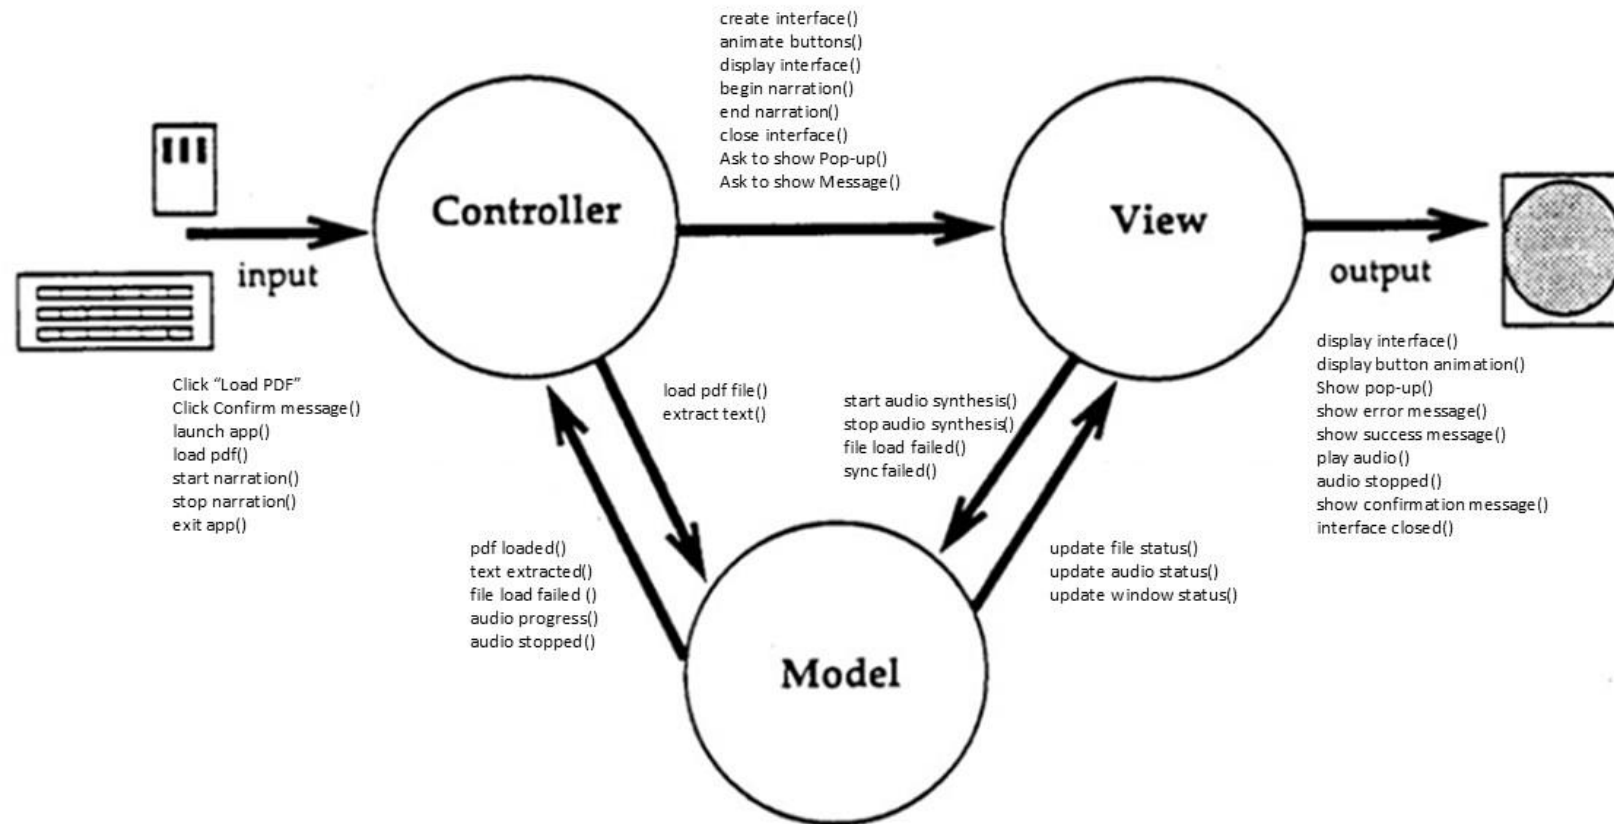 create interface()
animate buttons()
display interface()
begin narration()
end narration()
close interface()
Ask to show Pop-up()
Ask to show Message()
Controller
View
input
output
Click “Load PDF”
Click Confirm message()
launch app()
load pdf()
start narration()
stop narration()
exit app()
load pdf file()
extract text()
start audio synthesis()
stop audio synthesis()
file load failed()
sync failed()
display interface()
display button animation()
Show pop-up()
show error message()
show success message()
play audio()
audio stopped()
show confirmation message()
interface closed()
pdf loaded()
text extracted()
file load failed ()
audio progress()
audio stopped()
update file status()
update audio status()
update window status()
Model